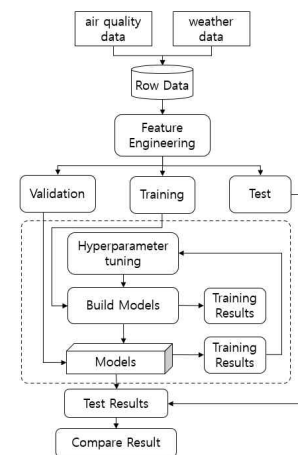 air quality
data
weather
data
Row Data
Feature
Engineering
Validation
Training
Test
Hyperparameter
tuning
Build Models
Training
Results
Models
Training
Results
Test Results
Compare Result